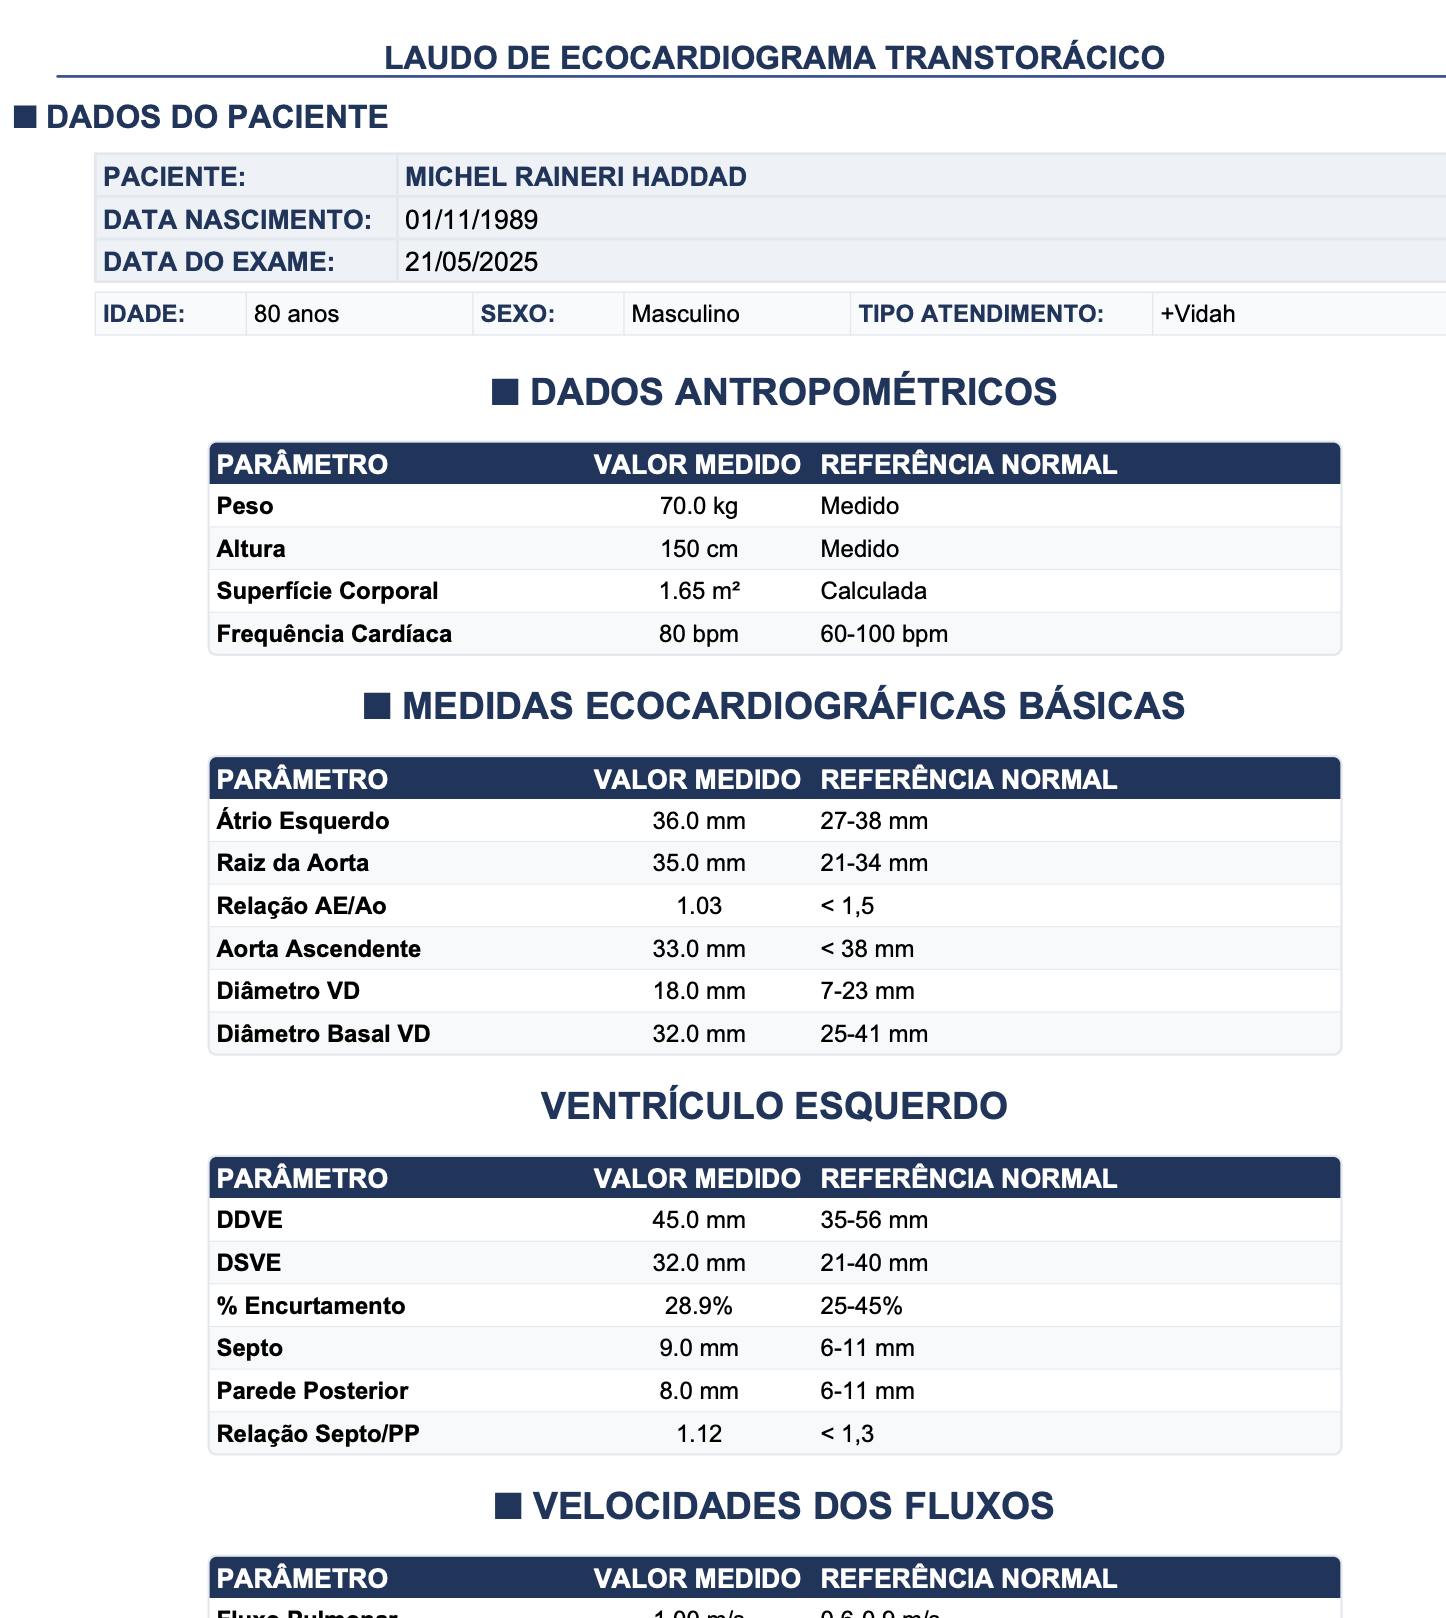 LAUDO DE ECOCARDIOGRAMA TRANSTORÁCICO
■ DADOS DO PACIENTE
PACIENTE: MICHEL RAINERI HADDAD
DATA NASCIMENTO: 01/11/1989
DATA DO EXAME: 21/05/2025
IDADE: 80 anos SEXO: Masculino TIPO ATENDIMENTO: +Vidah
■ DADOS ANTROPOMÉTRICOS
PARÂMETRO VALOR MEDIDO REFERÊNCIA NORMAL
Peso 70.0 kg Medido
Altura 150 cm Medido
Superfície Corporal 1.65 m² Calculada
Frequência Cardíaca 80 bpm 60-100 bpm
■ MEDIDAS ECOCARDIOGRÁFICAS BÁSICAS
PARÂMETRO VALOR MEDIDO REFERÊNCIA NORMAL
Átrio Esquerdo 36.0 mm 27-38 mm
Raiz da Aorta 35.0 mm 21-34 mm
Relação AE/Ao 1.03 < 1,5
Aorta Ascendente 33.0 mm < 38 mm
Diâmetro VD 18.0 mm 7-23 mm
Diâmetro Basal VD 32.0 mm 25-41 mm
VENTRÍCULO ESQUERDO
PARÂMETRO VALOR MEDIDO REFERÊNCIA NORMAL
DDVE 45.0 mm 35-56 mm
DSVE 32.0 mm 21-40 mm
% Encurtamento 28.9% 25-45%
Septo 9.0 mm 6-11 mm
Parede Posterior 8.0 mm 6-11 mm
Relação Septo/PP 1.12 < 1,3
■ VELOCIDADES DOS FLUXOS
PARÂMETRO VALOR MEDIDO REFERÊNCIA NORMAL
Fluxo Pulmonar 1.00 m/s 0,6-0,9 m/s